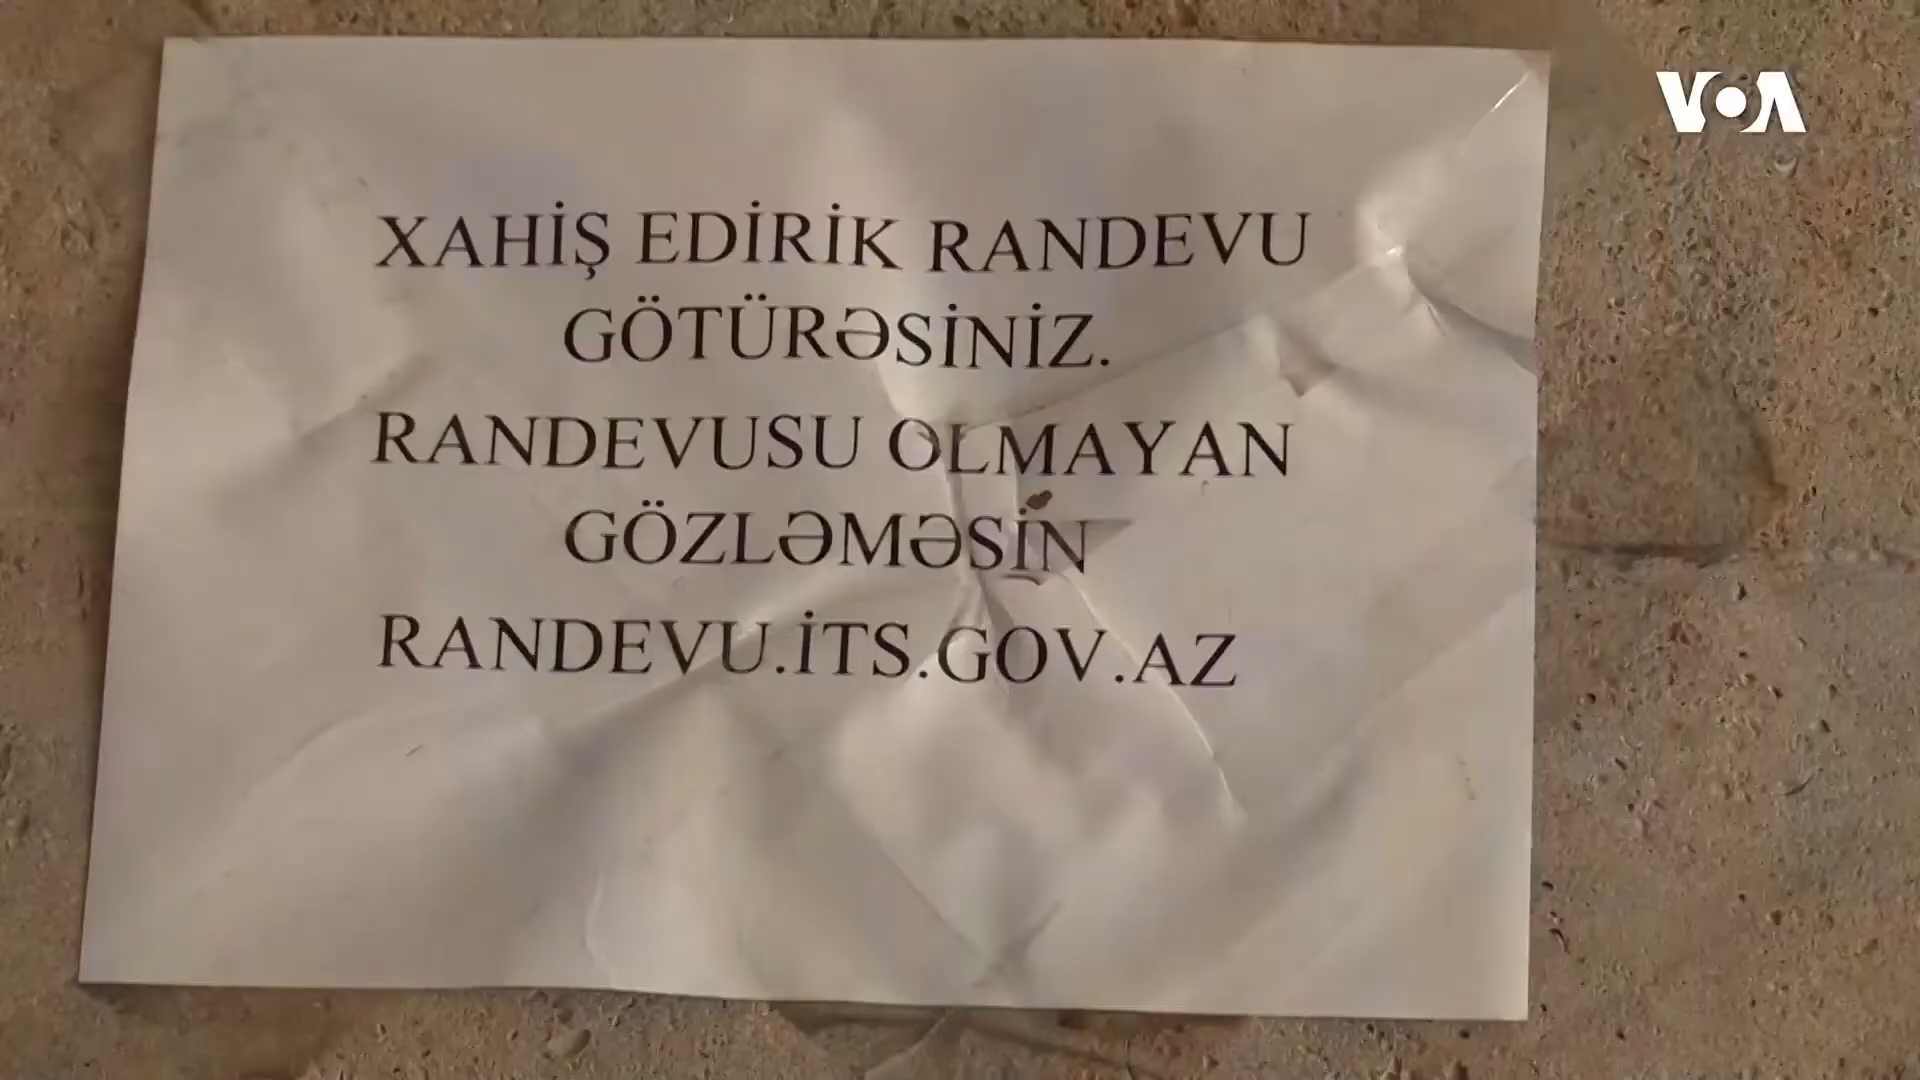 VOA
XAHİŞ EDİRİK RANDEVU
GÖTÜRƏSİNİZ.
RANDEVUSU OLMAYAN
GÖZLƏMƏSİN
RANDEVU.İTS.GOV.AZ